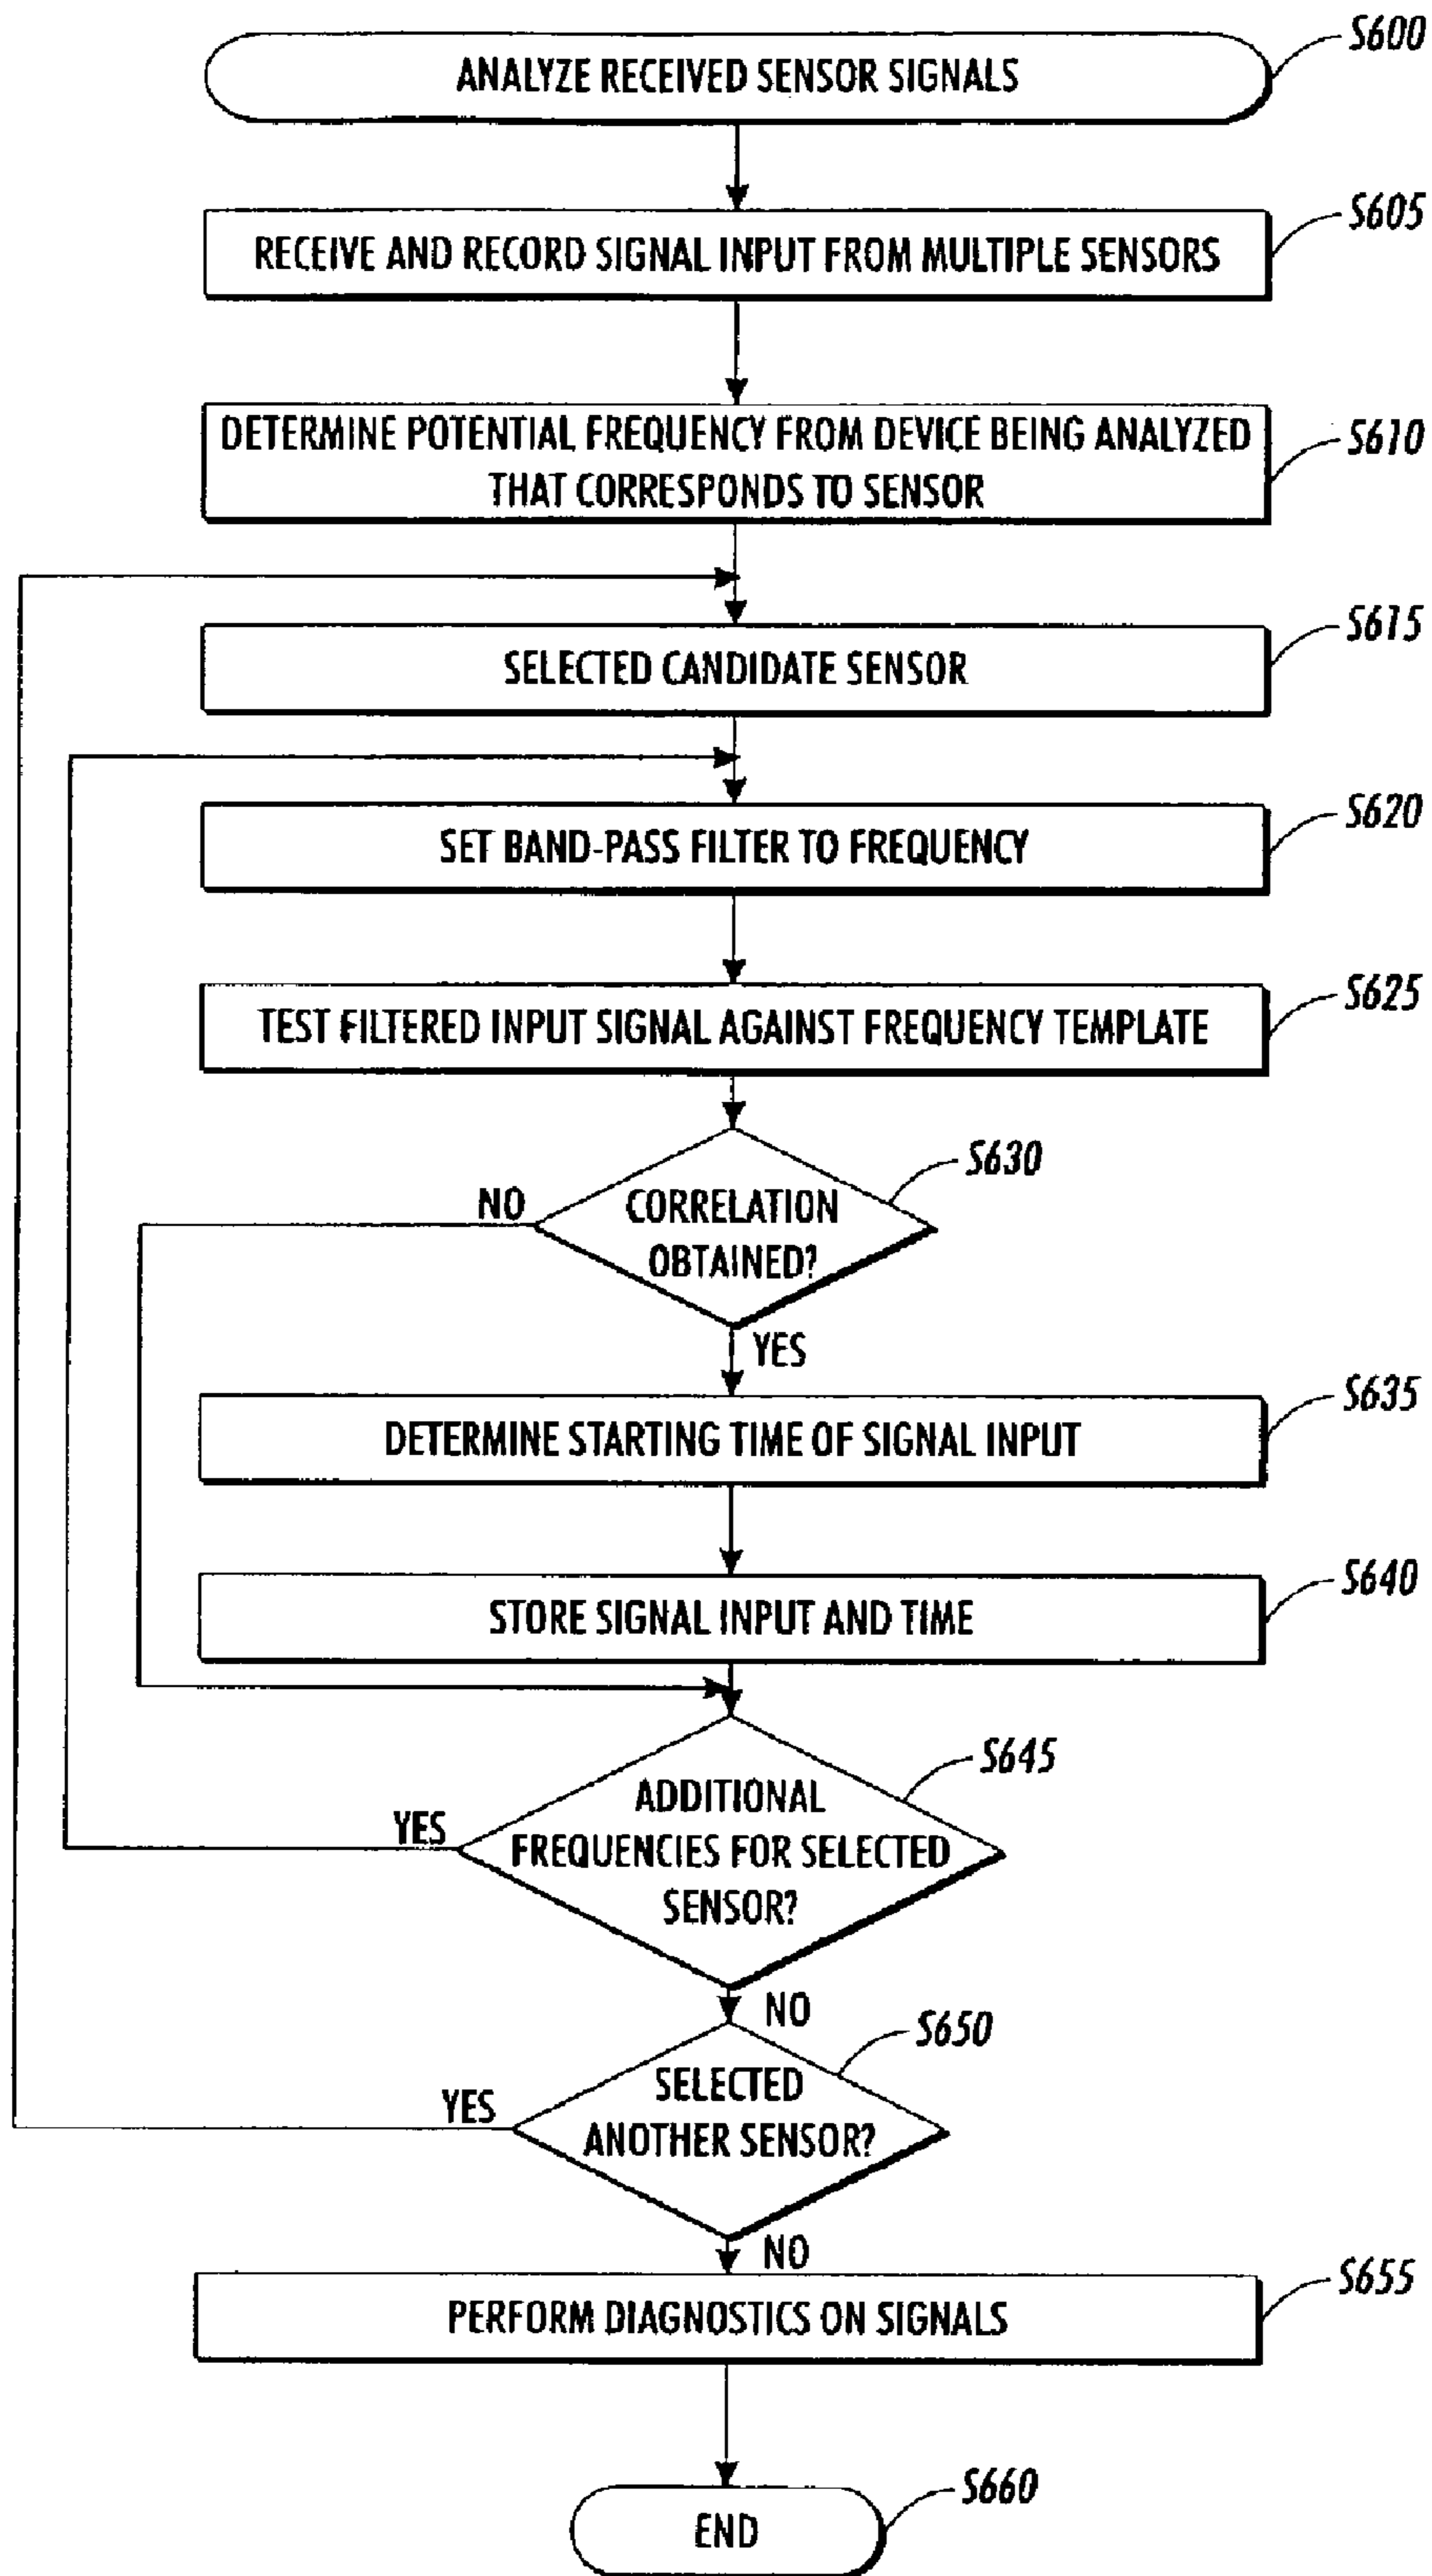 ANALYZE RECEIVED SENSOR SIGNALS
S600
RECEIVE AND RECORD SIGNAL INPUT FROM MULTIPLE SENSORS
S605
DETERMINE POTENTIAL FREQUENCY FROM DEVICE BEING ANALYZED
THAT CORRESPONDS TO SENSOR
S610
SELECTED CANDIDATE SENSOR
S615
SET BAND-PASS FILTER TO FREQUENCY
S620
TEST FILTERED INPUT SIGNAL AGAINST FREQUENCY TEMPLATE
S625
CORRELATION
OBTAINED?
S630
NO
YES
DETERMINE STARTING TIME OF SIGNAL INPUT
S635
STORE SIGNAL INPUT AND TIME
S640
ADDITIONAL
FREQUENCIES FOR SELECTED
SENSOR?
S645
YES
NO
SELECTED
ANOTHER SENSOR?
S650
YES
NO
PERFORM DIAGNOSTICS ON SIGNALS
S655
END
S660